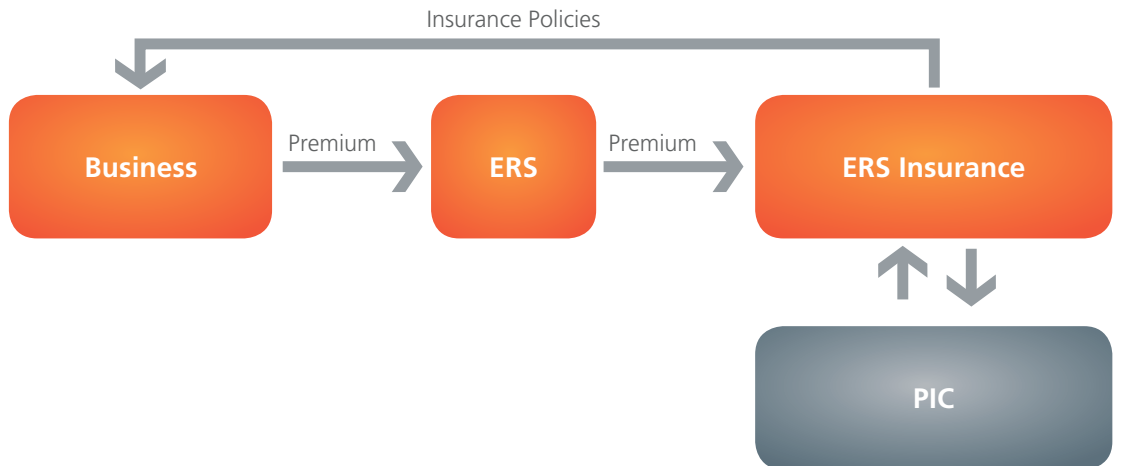 Insurance Policies
Business
Premium
ERS
Premium
ERS Insurance
PIC